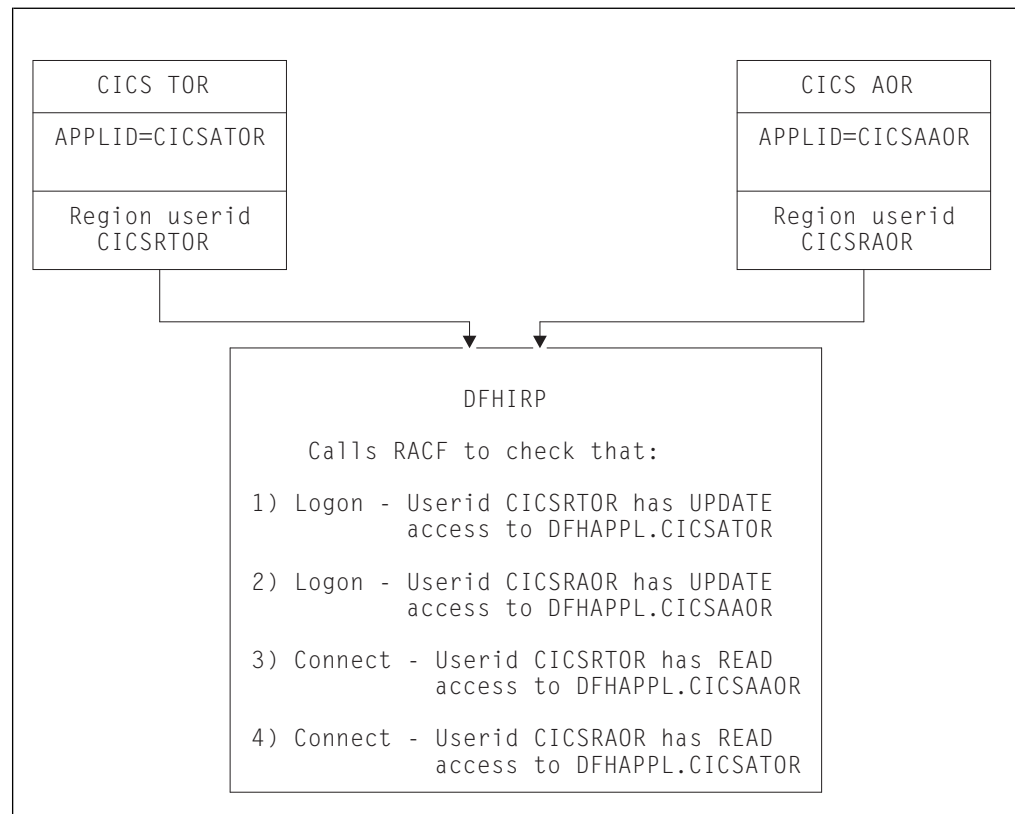 CICS TOR
APPLID=CICSATOR
Region userid
CICSRTOR
CICS AOR
APPLID=CICSAAOR
Region userid
CICSRAOR
DFHIRP
Calls RACF to check that:
1) Logon - Userid CICSRTOR has UPDATE
access to DFHAPPL.CICSATOR
2) Logon - Userid CICSRAOR has UPDATE
access to DFHAPPL.CICSAAOR
3) Connect - Userid CICSRTOR has READ
access to DFHAPPL.CICSAAOR
4) Connect - Userid CICSRAOR has READ
access to DFHAPPL.CICSATOR